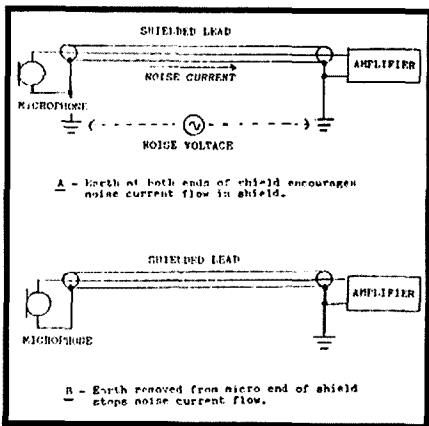 SHIELDED LEAD
AMPLIFIER
NOISE CURRENT
MICROPHONE
NOISE VOLTAGE
A - Earth at both ends of shield encourages
noise current flow in shield.
SHIELDED LEAD
AMPLIFIER
MICROPHONE
B - Earth removed from micro end of shield
stops noise current flow.